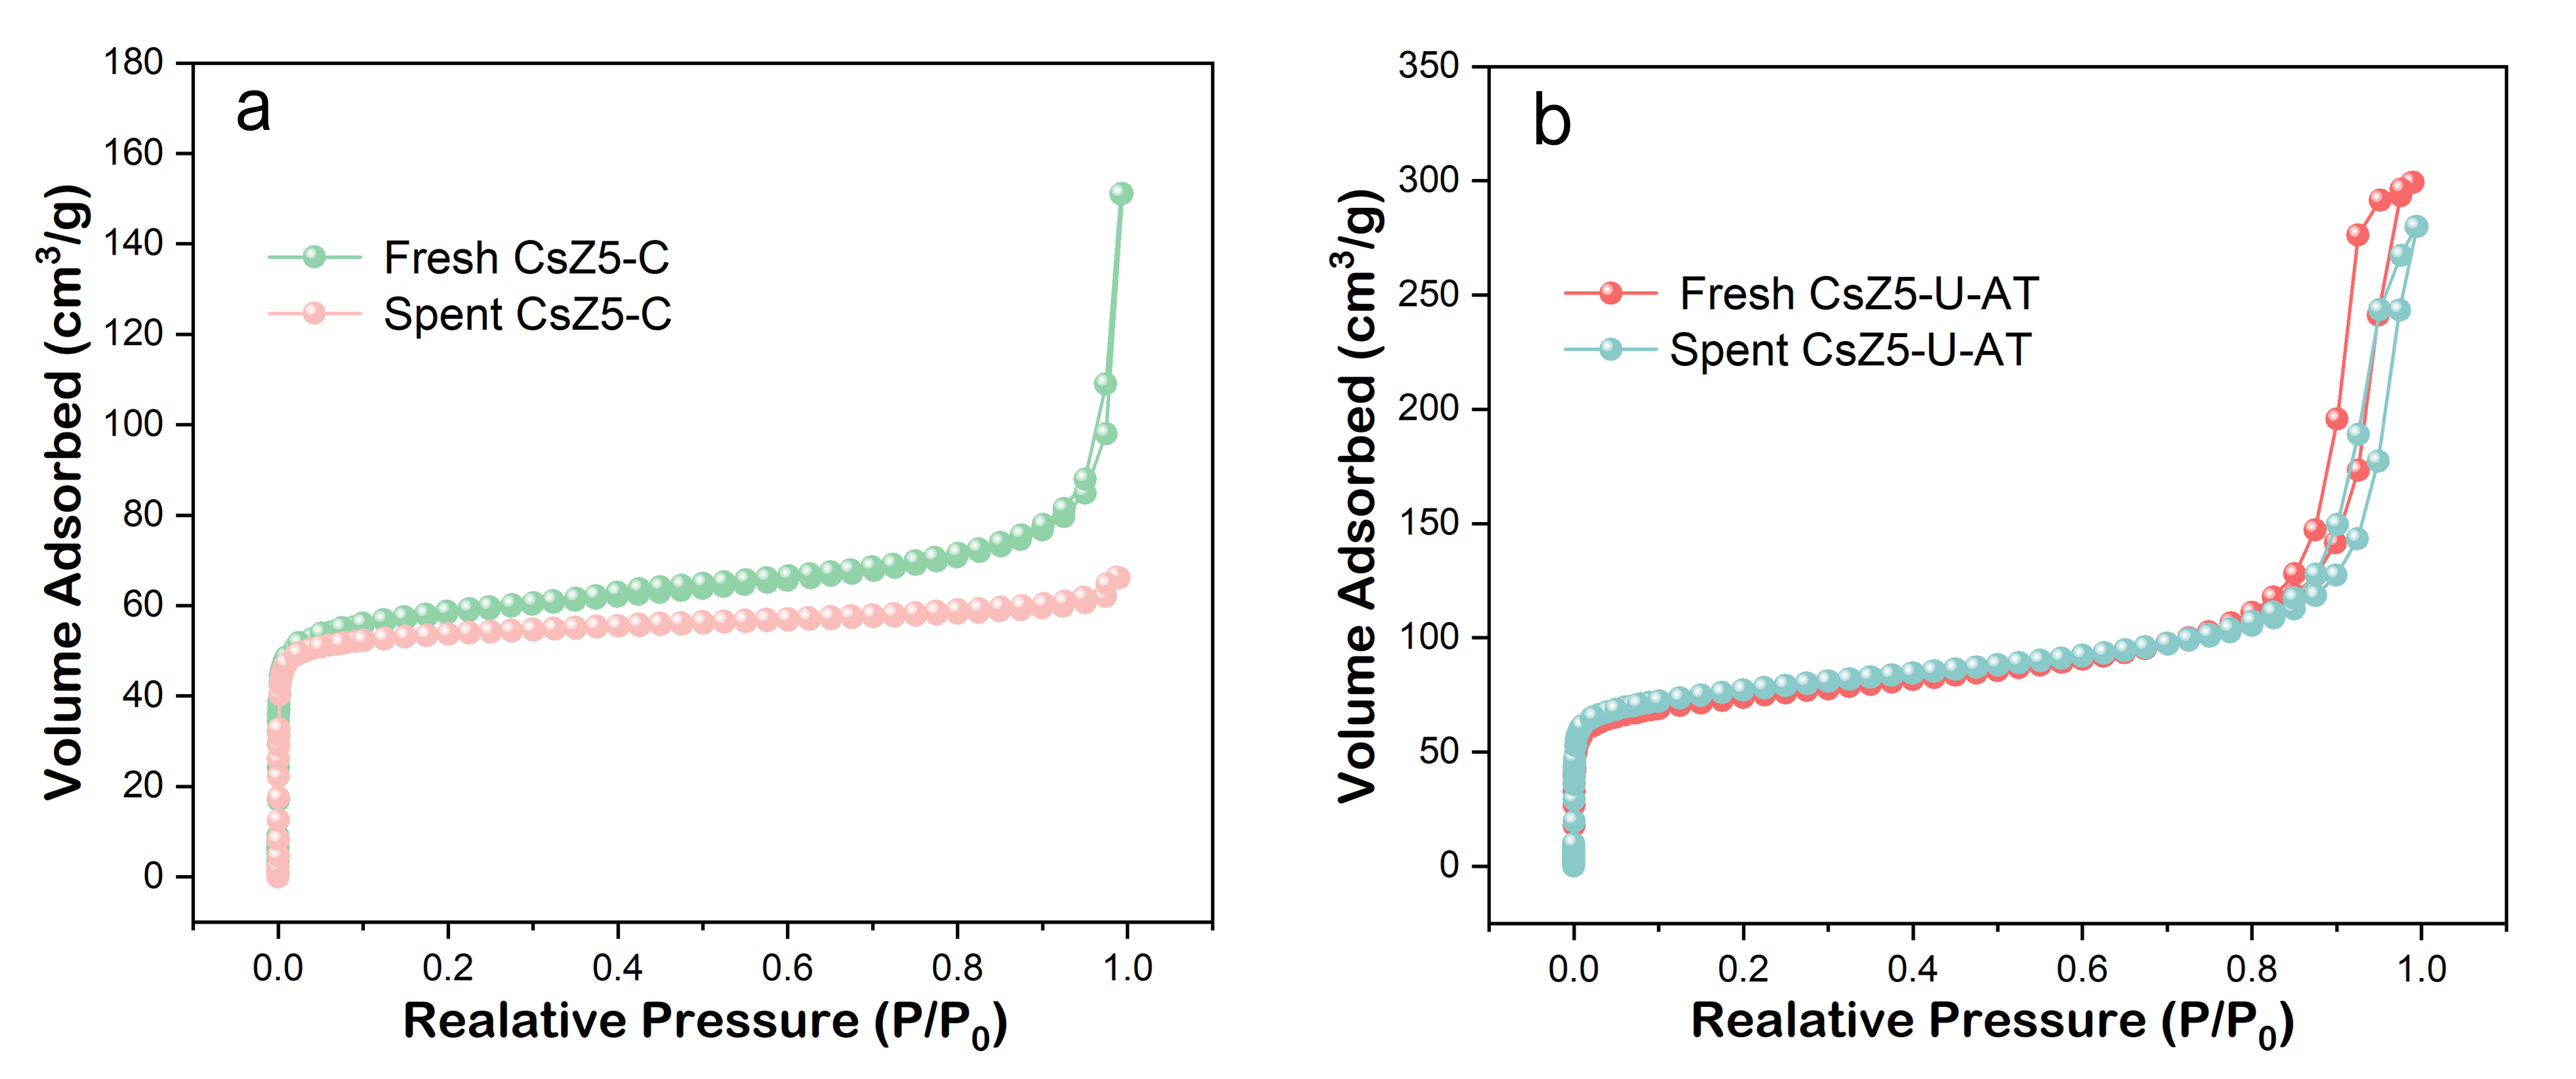 a
Volume Adsorbed (cm³/g)
180
160
140
120
100
80
60
40
20
0
Fresh CsZ5-C
Spent CsZ5-C
0.0 0.2 0.4 0.6 0.8 1.0
Realative Pressure (P/P₀)
b
Volume Adsorbed (cm³/g)
350
300
250
200
150
100
50
0
Fresh CsZ5-U-AT
Spent CsZ5-U-AT
0.0 0.2 0.4 0.6 0.8 1.0
Realative Pressure (P/P₀)